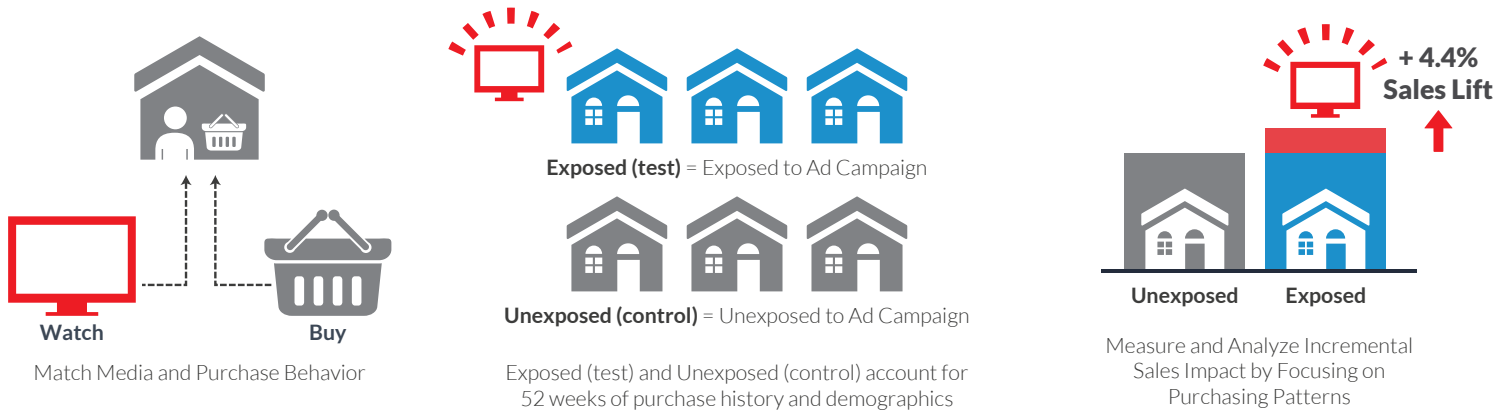 Watch
Buy
Match Media and Purchase Behavior
Exposed (test) = Exposed to Ad Campaign
Unexposed (control) = Unexposed to Ad Campaign
Exposed (test) and Unexposed (control) account for
52 weeks of purchase history and demographics
+ 4.4%
Sales Lift
Unexposed
Exposed
Measure and Analyze Incremental
Sales Impact by Focusing on
Purchasing Patterns